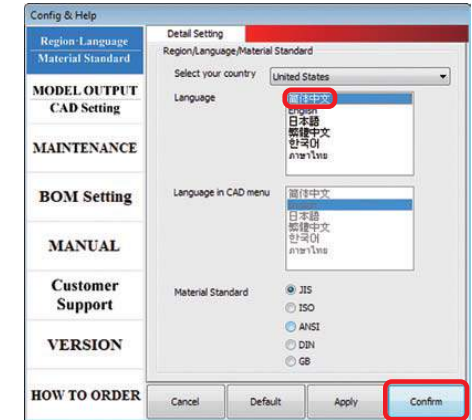 Config & Help
Region·Language
Material Standard
MODEL OUTPUT
CAD Setting
MAINTENANCE
BOM Setting
MANUAL
Customer
Support
VERSION
HOW TO ORDER
Detail Setting
Region/Language/Material Standard
Select your country
United States
Language
简体中文
English
日本語
繁體中文
한국어
ภาษาไทย
Language in CAD menu
简体中文
日本語
繁體中文
한국어
ภาษาไทย
Material Standard
JIS
ISO
ANSI
DIN
GB
Cancel
Default
Apply
Confirm